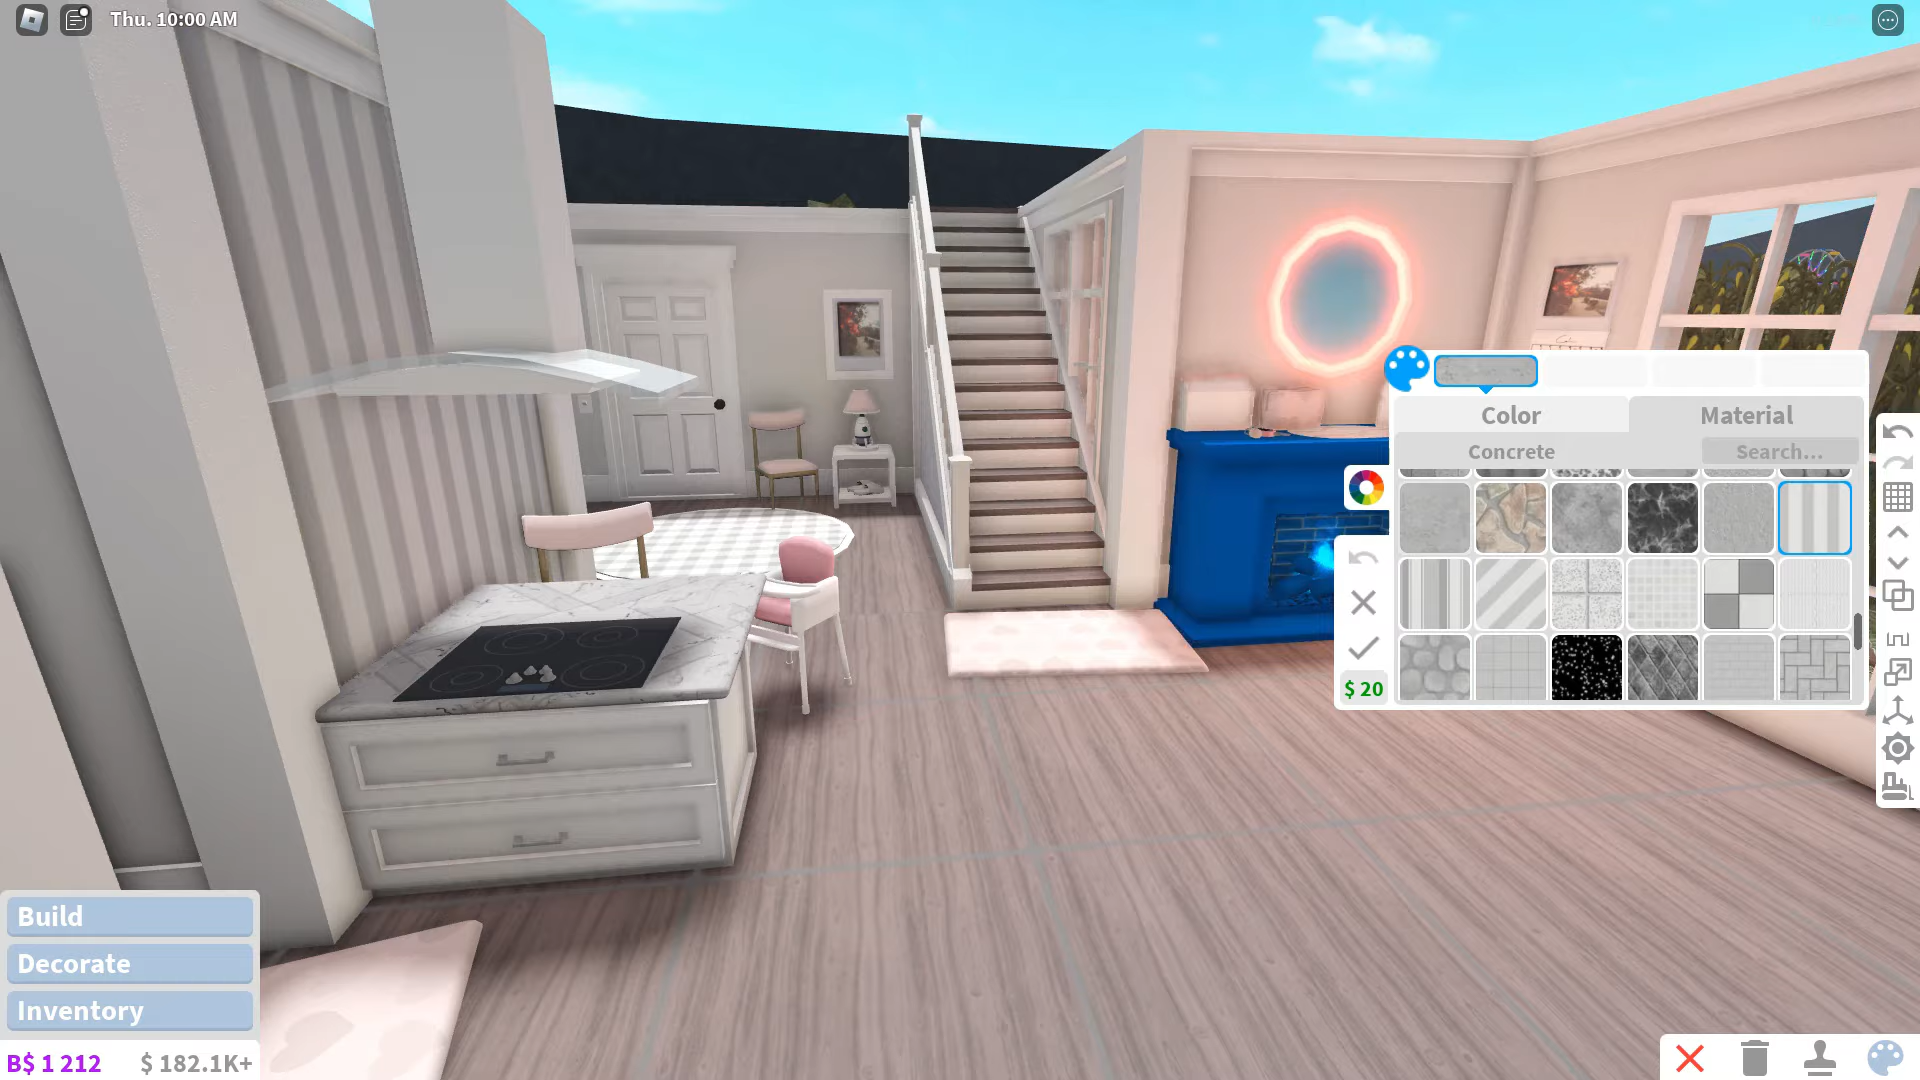 Thu. 10:00 AM
Color
Material
Concrete
Search...
$ 20
Build
Decorate
Inventory
B$ 1 212
$ 182.1K+